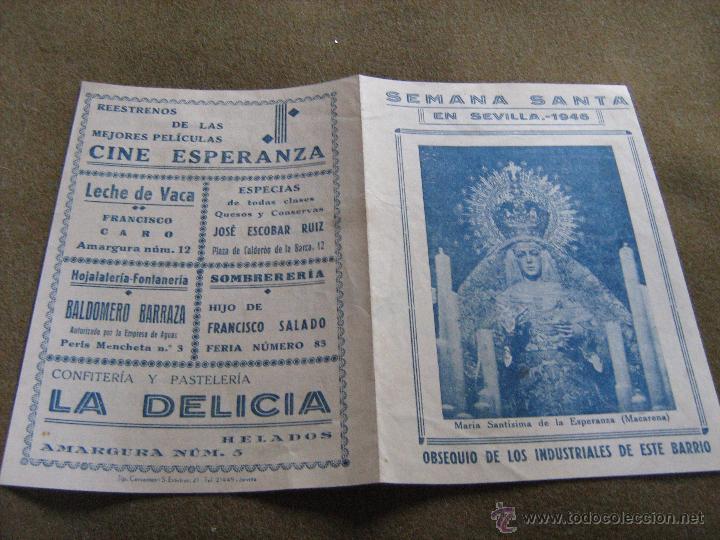 REESTRENOS
DE LAS
MEJORES PELÍCULAS
CINE ESPERANZA
Leche de Vaca
FRANCISCO
CARO
Amargura núm. 12
ESPECIAS
de todas clases
Quesos y Conservas
JOSÉ ESCOBAR RUIZ
Plaza de Calderón de la Barca, 12
Hojalatería-Fontanería
BALDOMERO BARRAZA
Autorizado por la Empresa de Aguas
Peris Mencheta n.º 3
SOMBRERERÍA
HIJO DE
FRANCISCO SALADO
FERIA NÚMERO 83
CONFITERÍA Y PASTELERÍA
LA DELICIA
HELADOS
AMARGURA NÚM. 5
Tel. 21449 - Sevilla
SEMANA SANTA
EN SEVILLA.-1946
María Santísima de la Esperanza (Macarena)
OBSEQUIO DE LOS INDUSTRIALES DE ESTE BARRIO
© www.todocoleccion.net